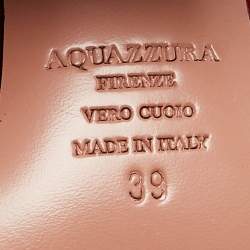 AQUAZZURA
FIRENZE
VERO CUOIO
MADE IN ITALY
39